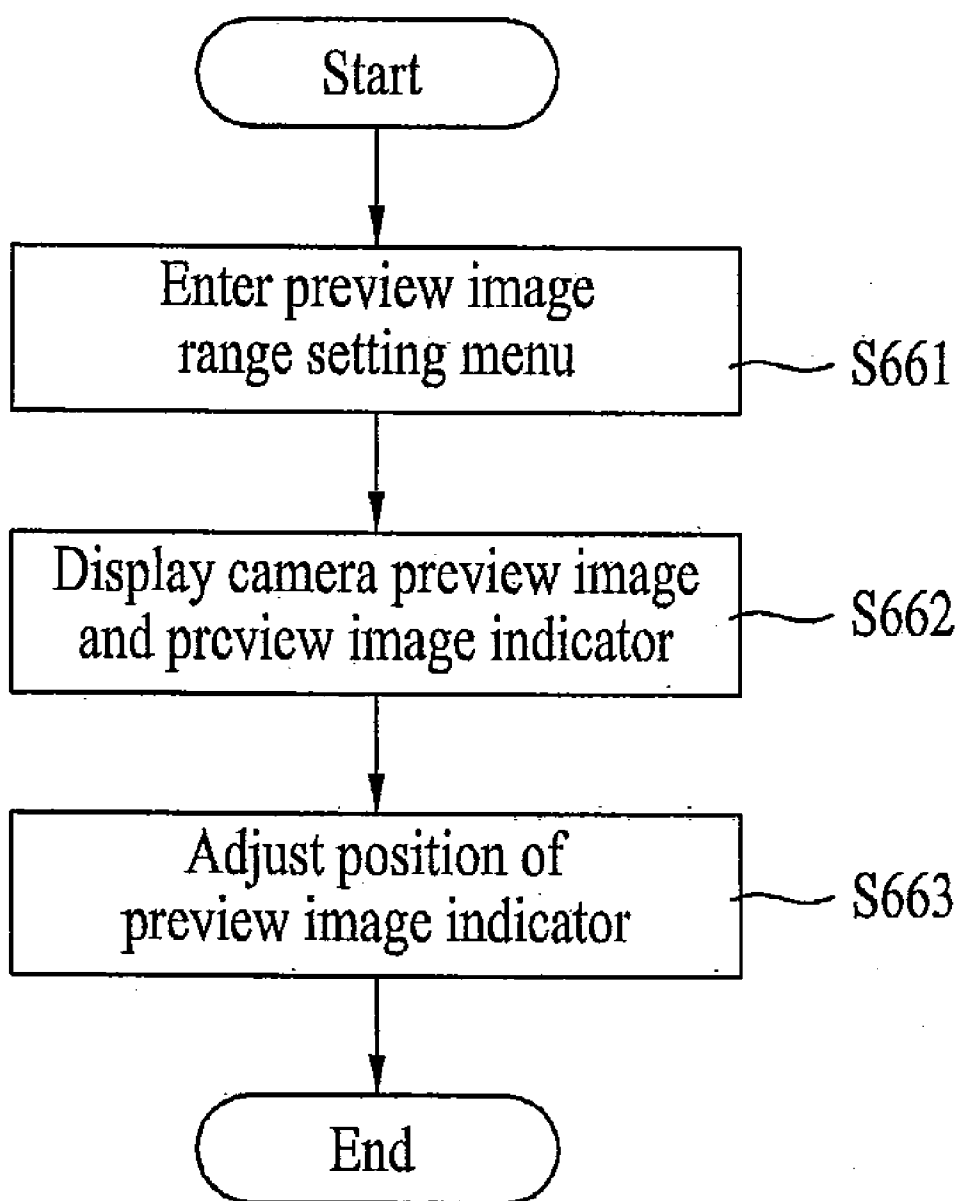 Start
Enter preview image
range setting menu
S661
Display camera preview image
and preview image indicator
S662
Adjust position of
preview image indicator
S663
End